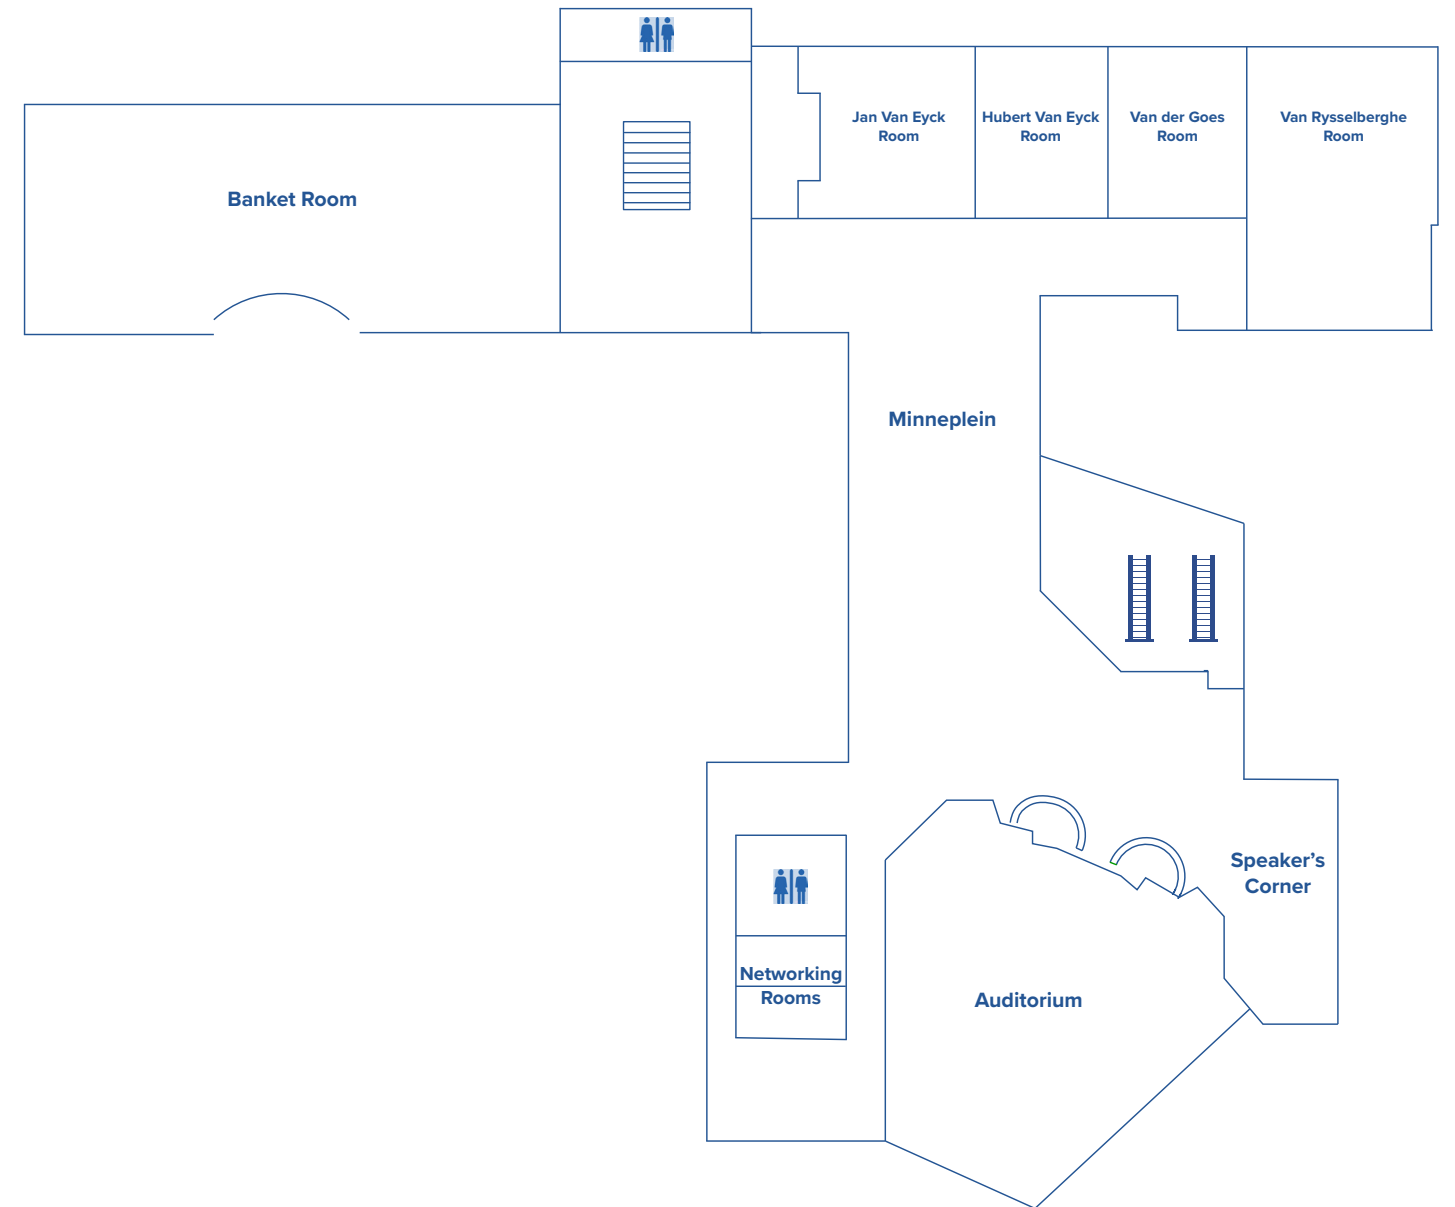 Jan Van Eyck
Room
Hubert Van Eyck
Room
Van der Goes
Room
Van Rysselberghe
Room
Banket Room
Minneplein
Speaker’s
Corner
Networking
Rooms
Auditorium